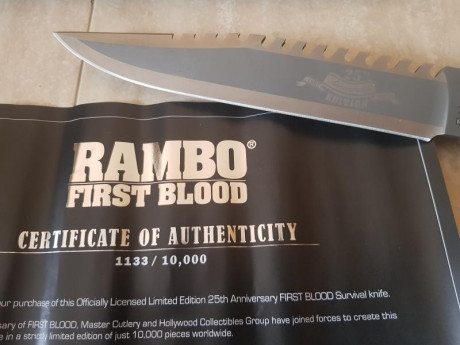 EDITION
RAMBO®
FIRST BLOOD
CERTIFICATE OF AUTHENTICITY
1133 / 10,000
our purchase of this Officially Licensed Limited Edition 25th Anniversary FIRST BLOOD Survival knife.
sary of FIRST BLOOD, Master Cutlery and Hollywood Collectibles Group have joined forces to create this
e in a strictly limited edition of just 10,000 pieces worldwide.